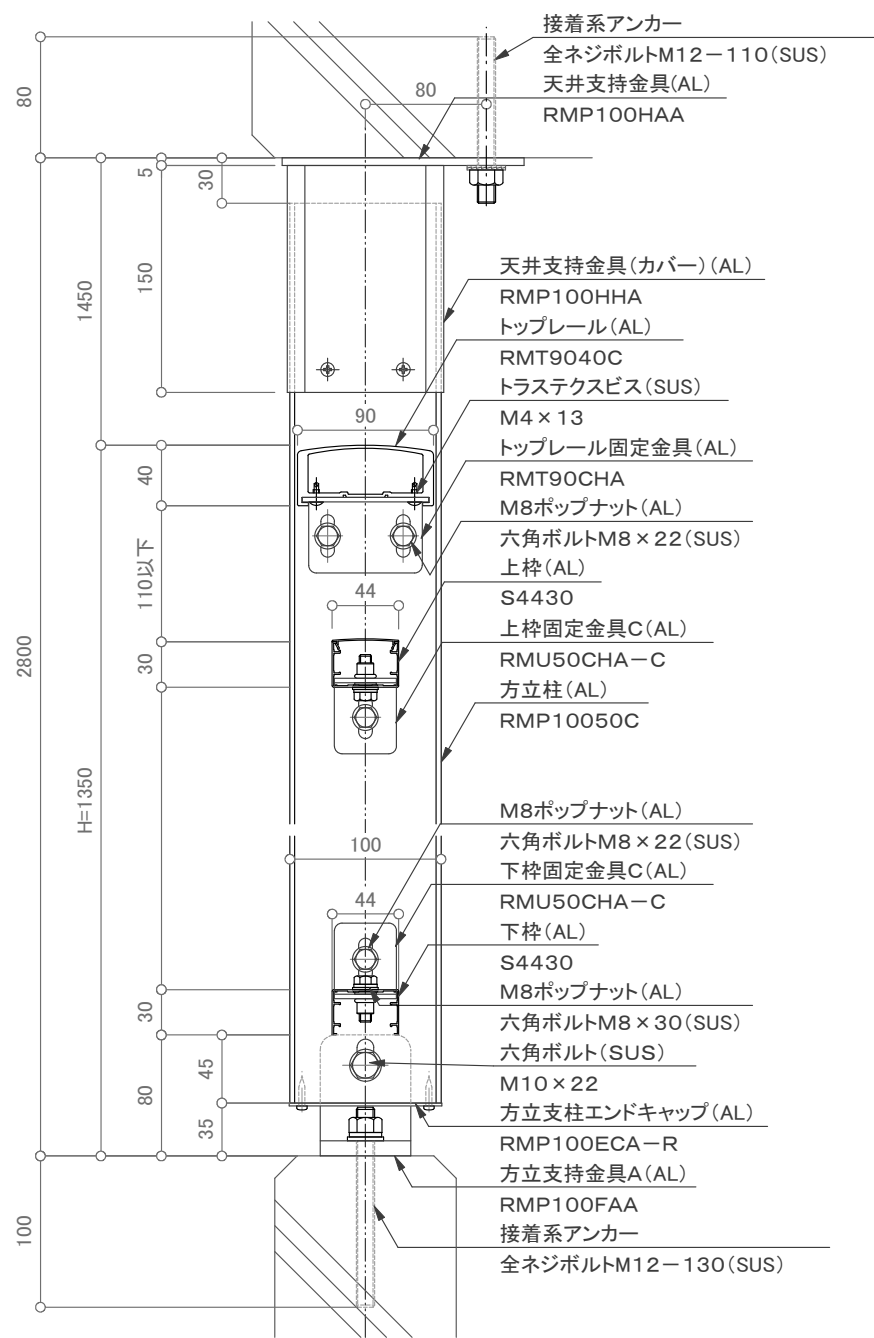 接着系アンカー
全ネジボルトM12－110(SUS)
天井支持金具(AL)
RMP100HAA
80
80
5
30
150
1450
天井支持金具(カバー)(AL)
RMP100HHA
トップレール(AL)
RMT9040C
トラステクスビス(SUS)
M4×13
トップレール固定金具(AL)
RMT90CHA
M8ポップナット(AL)
六角ボルトM8×22(SUS)
上枠(AL)
S4430
上枠固定金具C(AL)
RMU50CHA－C
方立柱(AL)
RMP10050C
90
40
110以下
44
30
2800
H=1350
M8ポップナット(AL)
六角ボルトM8×22(SUS)
下枠固定金具C(AL)
RMU50CHA－C
下枠(AL)
S4430
M8ポップナット(AL)
六角ボルトM8×30(SUS)
六角ボルト(SUS)
M10×22
方立支柱エンドキャップ(AL)
RMP100ECA－R
方立支持金具A(AL)
RMP100FAA
接着系アンカー
全ネジボルトM12－130(SUS)
100
44
30
45
80
35
100